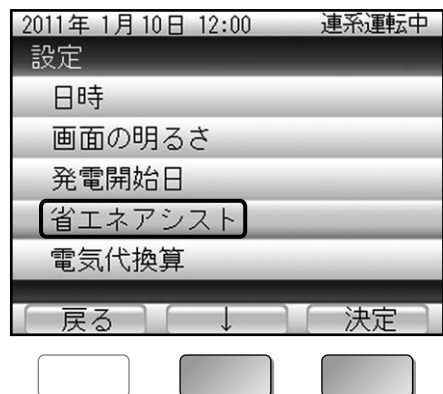 2011年 1月10日 12:00 連系運転中
設定
日時
画面の明るさ
発電開始日
省エネアシスト
電気代換算
戻る ↓ 決定